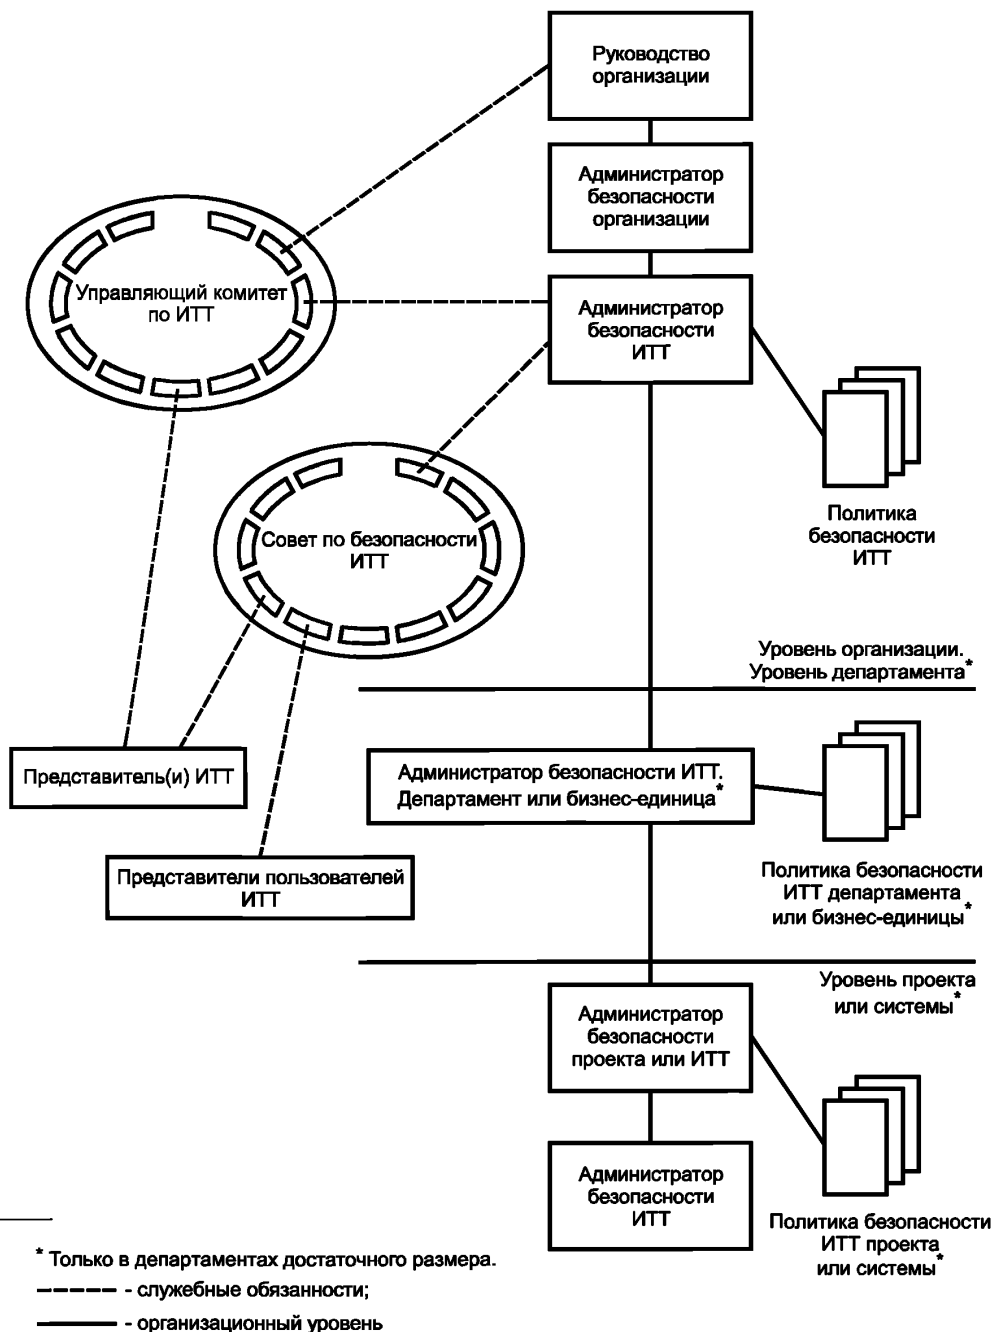 Руководство
организации
Администратор
безопасности
организации
Управляющий комитет
по ИТТ
Администратор
безопасности
ИТТ
Политика
безопасности
ИТТ
Совет по безопасности
ИТТ
Уровень организации.
Уровень департамента*
Представитель(и) ИТТ
Администратор безопасности ИТТ.
Департамент или бизнес-единица*
Представители пользователей
ИТТ
Политика безопасности
ИТТ департамента
или бизнес-единицы*
Уровень проекта
или системы*
Администратор
безопасности
проекта или ИТТ
Администратор
безопасности
ИТТ
Политика безопасности
ИТТ проекта
или системы*
* Только в департаментах достаточного размера.
- служебные обязанности;
- организационный уровень